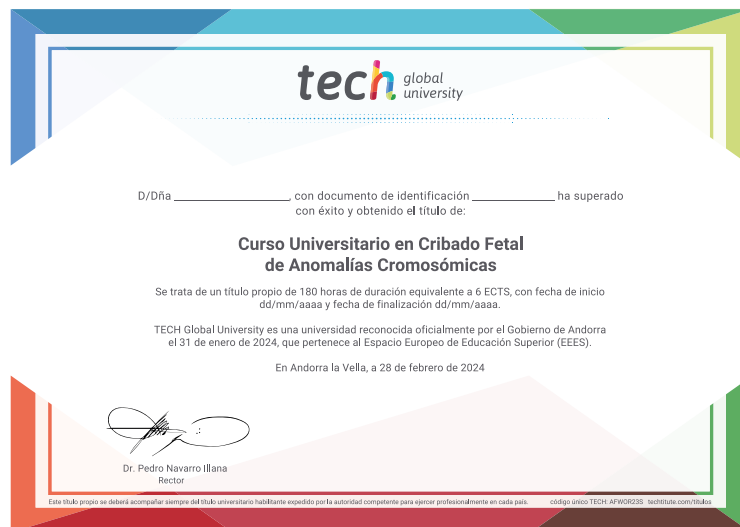 tech global
university
D/Dña ________________, con documento de identificación ____________ ha superado
con éxito y obtenido el título de:
Curso Universitario en Cribado Fetal
de Anomalías Cromosómicas
Se trata de un título propio de 180 horas de duración equivalente a 6 ECTS, con fecha de inicio
dd/mm/aaaa y fecha de finalización dd/mm/aaaa.
TECH Global University es una universidad reconocida oficialmente por el Gobierno de Andorra
el 31 de enero de 2024, que pertenece al Espacio Europeo de Educación Superior (EEES).
En Andorra la Vella, a 28 de febrero de 2024
Dr. Pedro Navarro Illana
Rector
Este título propio se deberá acompañar siempre del título universitario habilitante expedido por la autoridad competente para ejercer profesionalmente en cada país. código único TECH: AFWOR23S techtitute.com/titulos